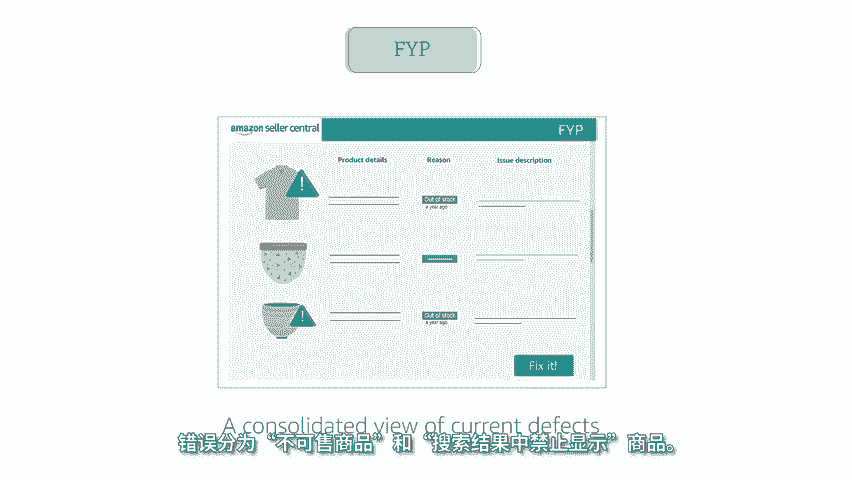 FYP
amazon seller central
FYP
Product details Reason Issue description
Out of stock
a year ago
Out of stock
a year ago
Fix it!
A consolidated view of current defects
错误分为“不可售商品”和“搜索结果中禁止显示”商品。